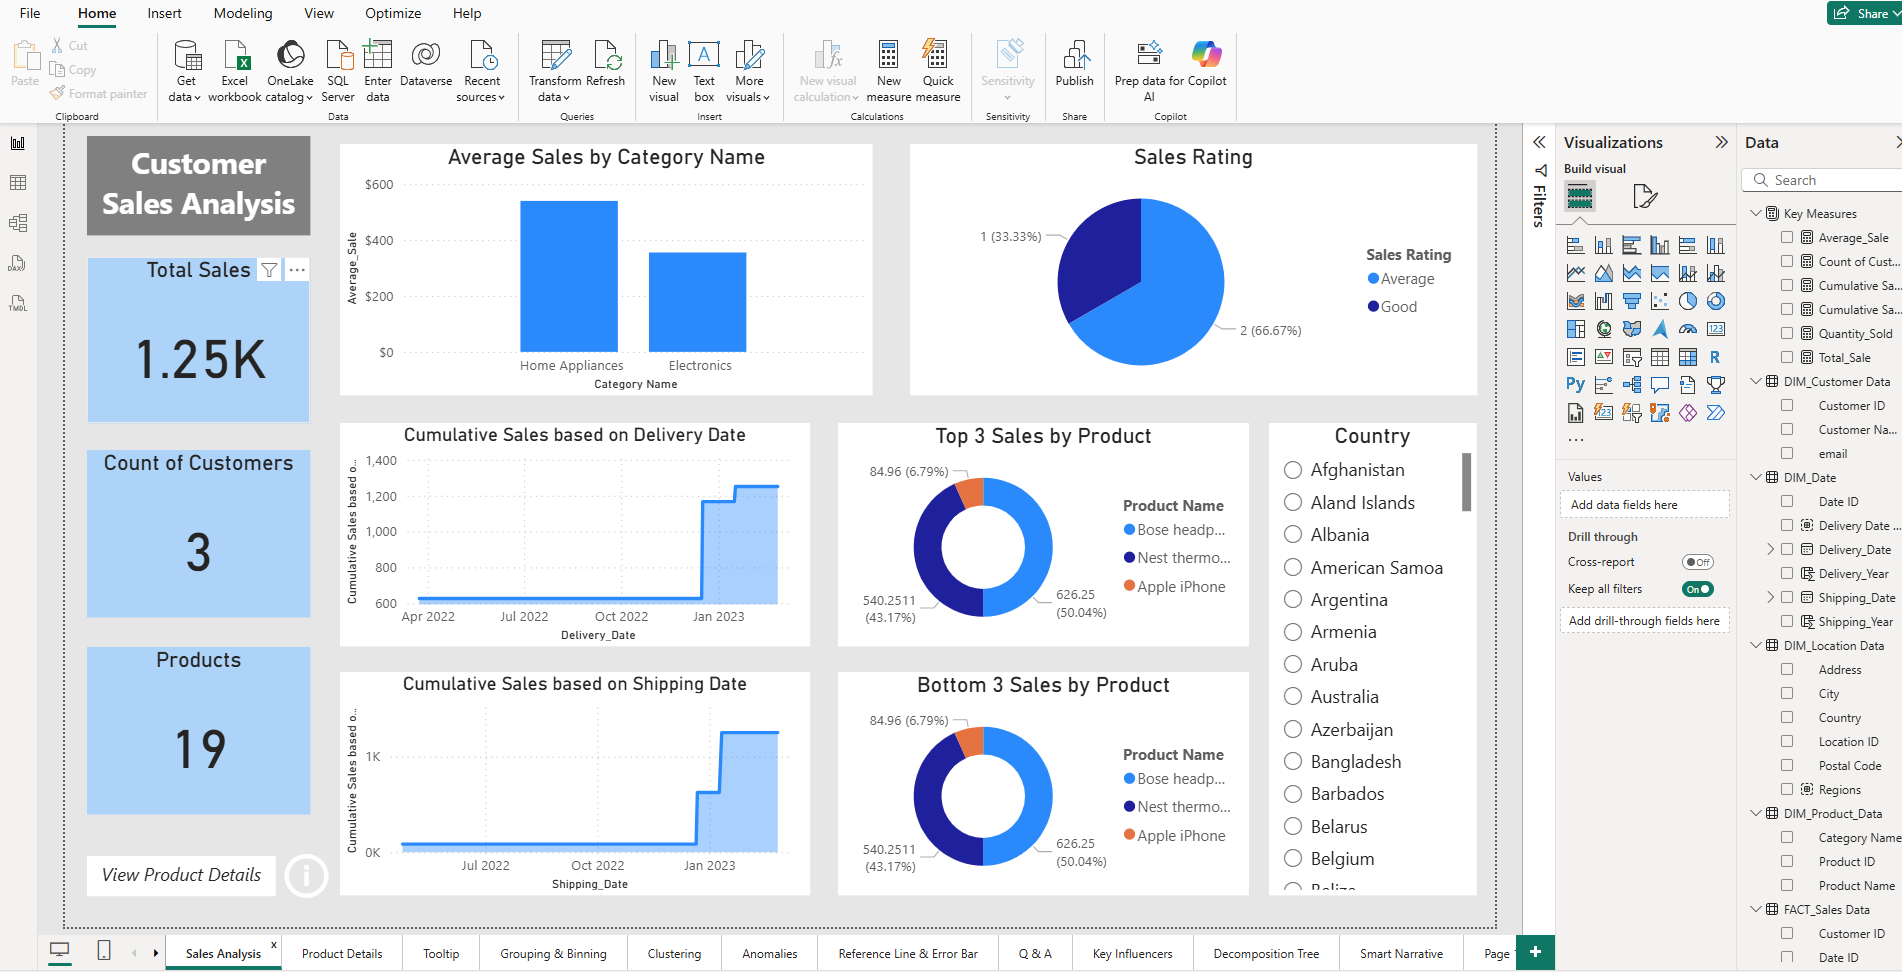 File Home Insert Modeling View Optimize Help
Share
Paste
Cut
Copy
Format painter
Clipboard
Get data
Excel workbook
OneLake catalog
SQL Server
Enter data
Dataverse
Recent sources
Data
Transform data
Refresh
Queries
New visual
Text box
More visuals
Insert
New visual calculation
New measure
Quick measure
Calculations
Sensitivity
Sensitivity
Publish
Share
Prep data for AI
Copilot
Copilot
DAX
TMDL
Customer
Sales Analysis
Total Sales
1.25K
Count of Customers
3
Products
19
View Product Details
Average Sales by Category Name
Average_Sale
$600
$400
$200
$0
Home Appliances Electronics
Category Name
Sales Rating
1 (33.33%)
2 (66.67%)
Sales Rating
Average
Good
Cumulative Sales based on Delivery Date
Cumulative Sales based o...
1,400
1,200
1,000
800
600
Apr 2022 Jul 2022 Oct 2022 Jan 2023
Delivery_Date
Top 3 Sales by Product
84.96 (6.79%)
540.2511
(43.17%)
626.25
(50.04%)
Product Name
Bose headp...
Nest thermo...
Apple iPhone
Country
Afghanistan
Aland Islands
Albania
American Samoa
Argentina
Armenia
Aruba
Australia
Azerbaijan
Bangladesh
Barbados
Belarus
Belgium
Belize
Cumulative Sales based on Shipping Date
Cumulative Sales based o...
1K
0K
Jul 2022 Oct 2022 Jan 2023
Shipping_Date
Bottom 3 Sales by Product
84.96 (6.79%)
540.2511
(43.17%)
626.25
(50.04%)
Product Name
Bose headp...
Nest thermo...
Apple iPhone
Filters
Visualizations
Build visual
123
R
Py
123
...
Values
Add data fields here
Drill through
Cross-report Off
Keep all filters On
Add drill-through fields here
Data
Search
Key Measures
Average_Sale
Count of Cust...
Cumulative Sa...
Cumulative Sa...
Quantity_Sold
Total_Sale
DIM_Customer Data
Customer ID
Customer Na...
email
DIM_Date
Date ID
Delivery Date ...
Delivery_Date
Delivery_Year
Shipping_Date
Shipping_Year
DIM_Location Data
Address
City
Country
Location ID
Postal Code
Regions
DIM_Product_Data
Category Name
Product ID
Product Name
FACT_Sales Data
Customer ID
Date ID
Sales Analysis x
Product Details
Tooltip
Grouping & Binning
Clustering
Anomalies
Reference Line & Error Bar
Q & A
Key Influencers
Decomposition Tree
Smart Narrative
Page
+